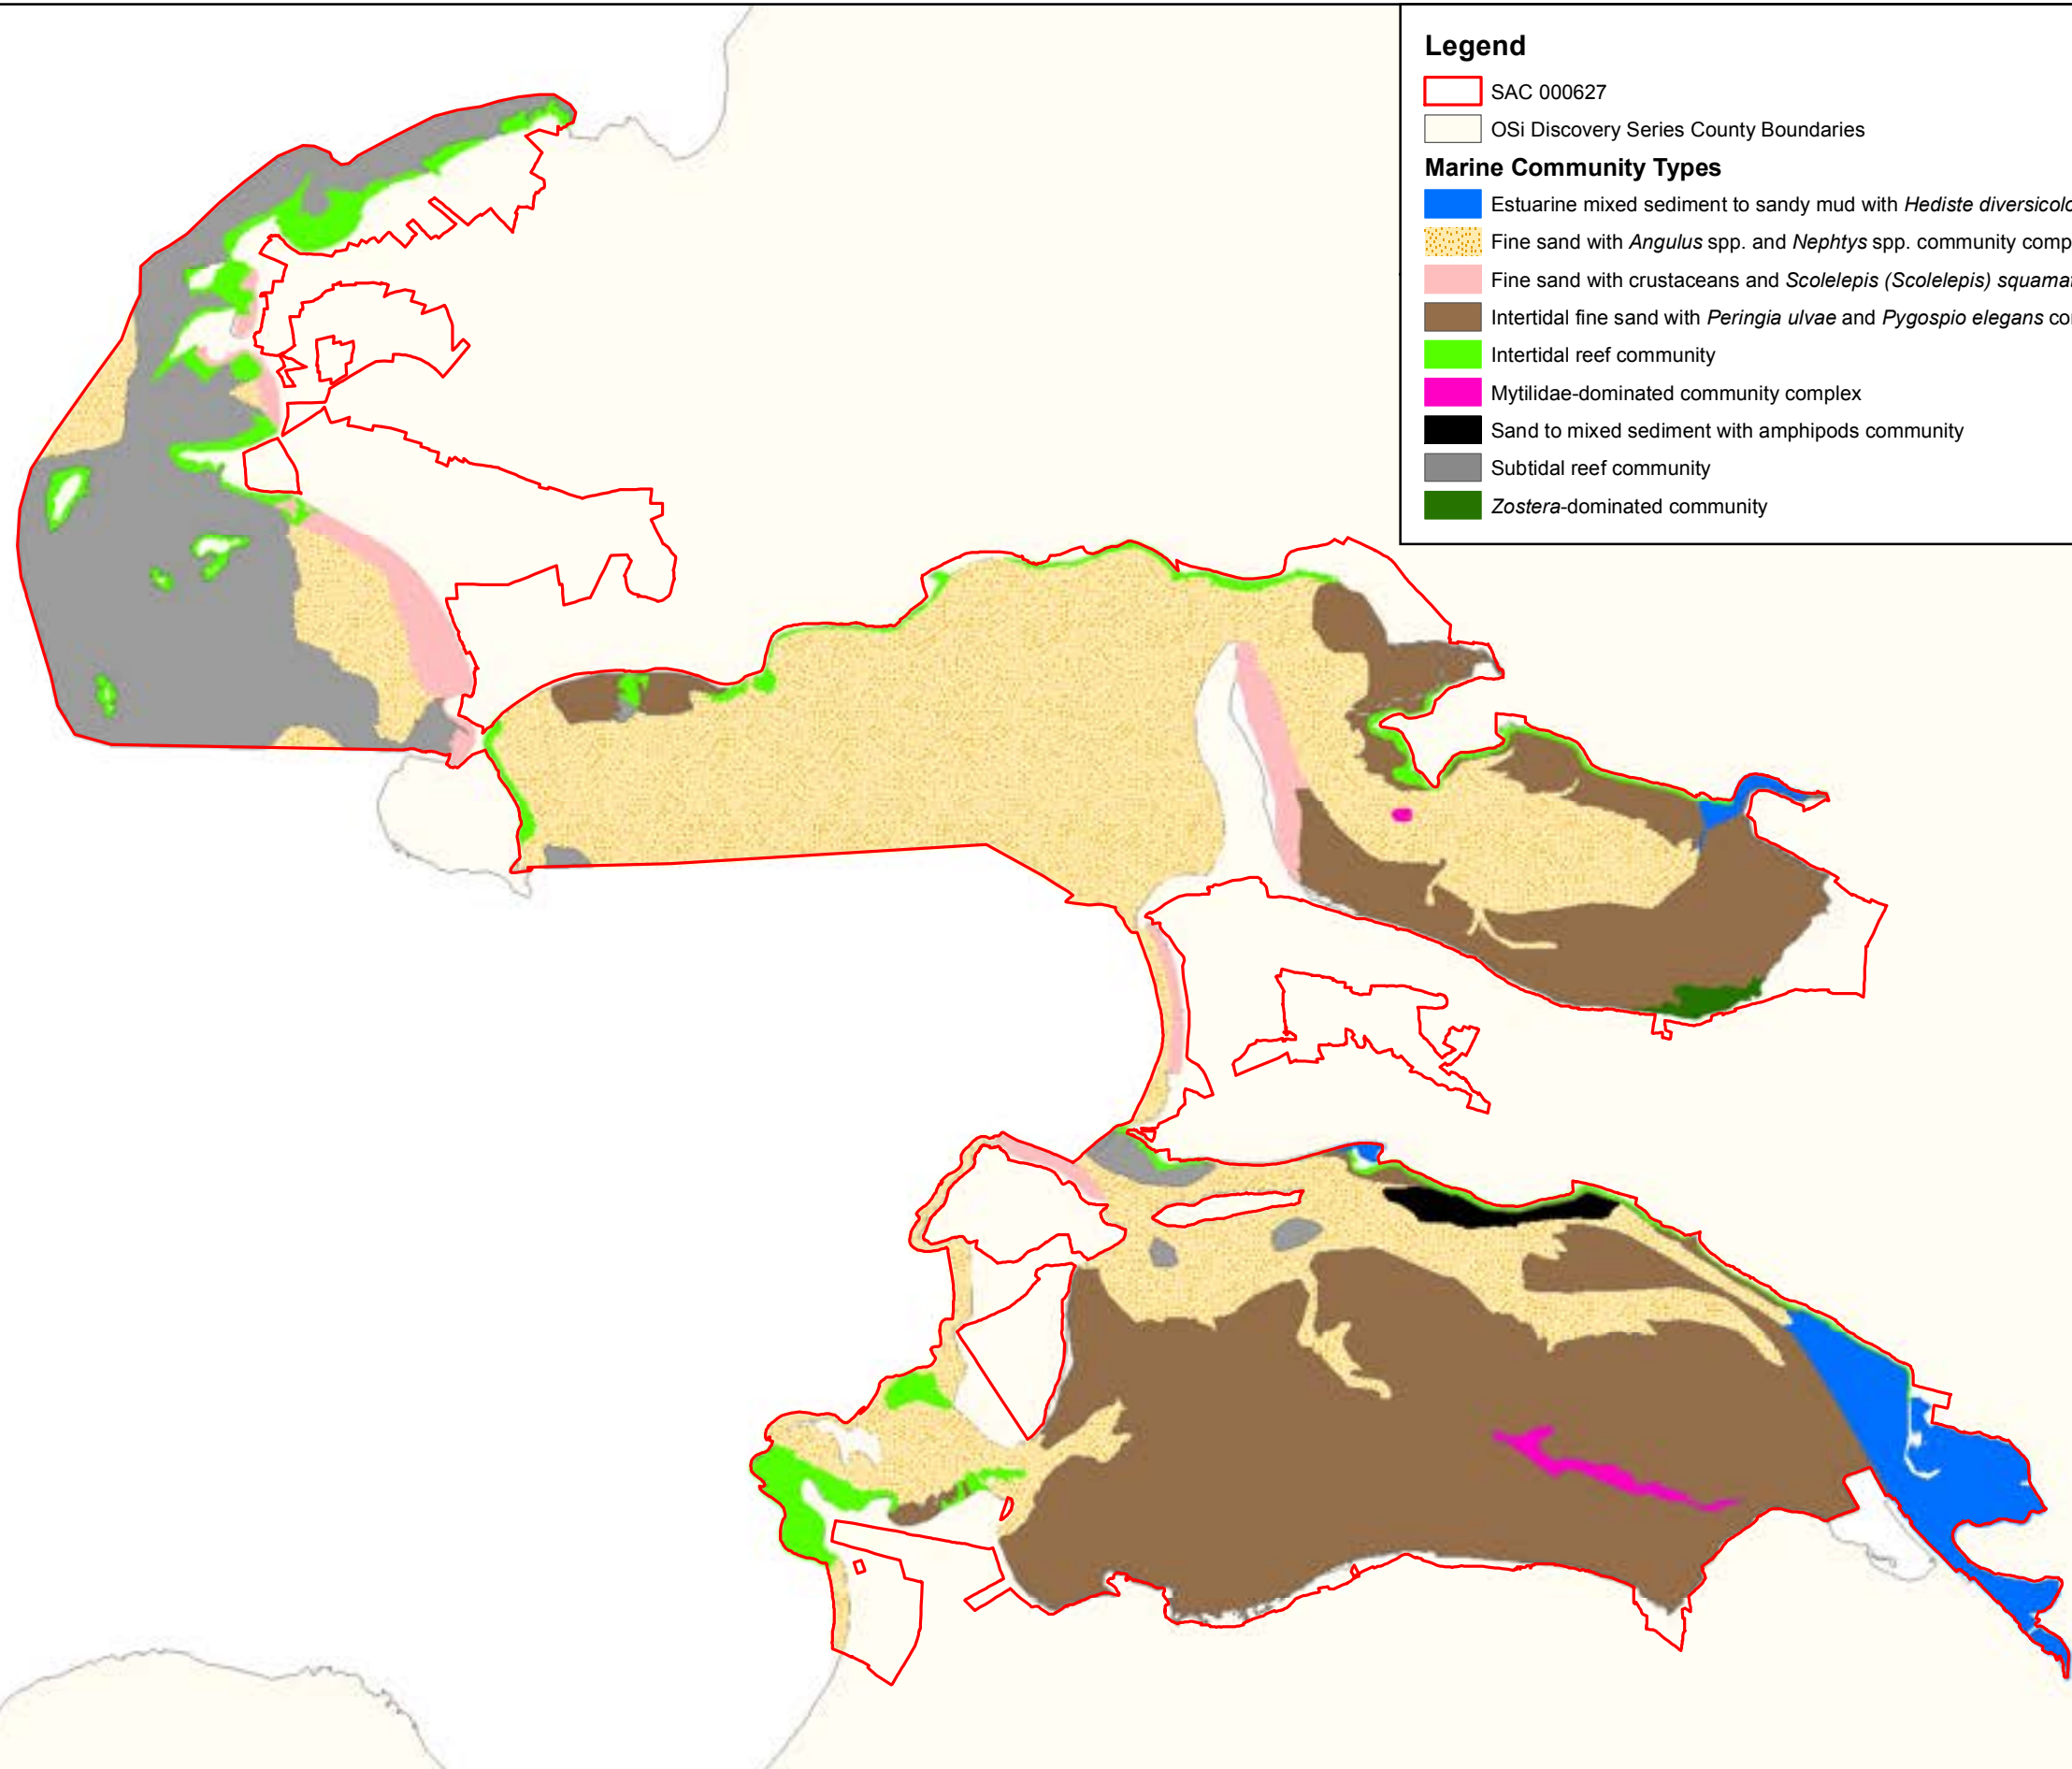 Legend
SAC 000627
OSi Discovery Series County Boundaries
Marine Community Types
Estuarine mixed sediment to sandy mud with Hediste diversicolo
Fine sand with Angulus spp. and Nephtys spp. community comp
Fine sand with crustaceans and Scolelepis (Scolelepis) squamat
Intertidal fine sand with Peringia ulvae and Pygospio elegans co
Intertidal reef community
Mytilidae-dominated community complex
Sand to mixed sediment with amphipods community
Subtidal reef community
Zostera-dominated community